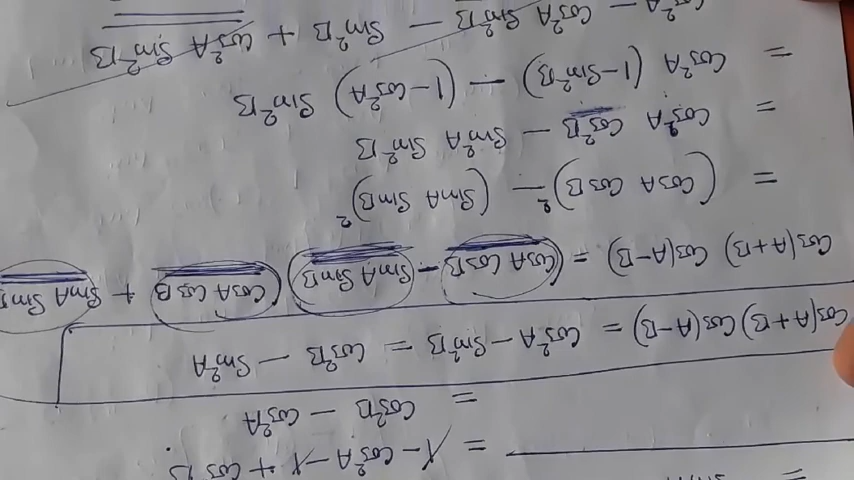 = 1 - Cos²A - 1 + Cos²B
= Cos²B - Cos²A
Cos(A+B) Cos(A-B) = Cos²A - Sin²B = Cos²B - Sin²A
Cos(A+B) Cos(A-B) = (CosA CosB - SinA SinB)(CosA CosB + SinA Sin
= (CosA CosB)² - (SinA SinB)²
= Cos²A Cos²B - Sin²A Sin²B
= Cos²A (1-Sin²B) - (1-Cos²A) Sin²B
Cos²A - Cos²A Sin²B - Sin²B + Cos²A Sin²B